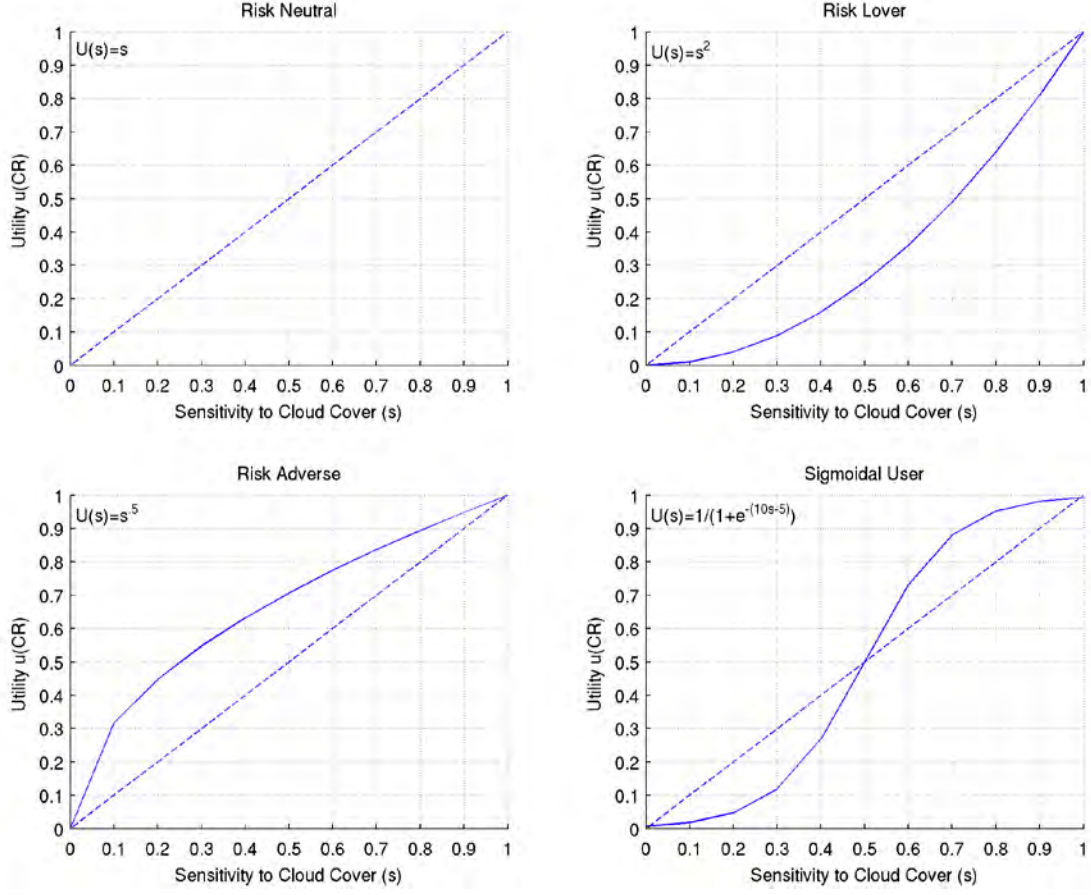 Risk Neutral
U(s)=s
Utility u(CR)
1
0.9
0.8
0.7
0.6
0.5
0.4
0.3
0.2
0.1
0
0 0.1 0.2 0.3 0.4 0.5 0.6 0.7 0.8 0.9 1
Sensitivity to Cloud Cover (s)
Risk Lover
U(s)=s²
Utility u(CR)
1
0.9
0.8
0.7
0.6
0.5
0.4
0.3
0.2
0.1
0
0 0.1 0.2 0.3 0.4 0.5 0.6 0.7 0.8 0.9 1
Sensitivity to Cloud Cover (s)
Risk Adverse
U(s)=s^.5
Utility u(CR)
1
0.9
0.8
0.7
0.6
0.5
0.4
0.3
0.2
0.1
0
0 0.1 0.2 0.3 0.4 0.5 0.6 0.7 0.8 0.9 1
Sensitivity to Cloud Cover (s)
Sigmoidal User
U(s)=1/(1+e^-(10s-5))
Utility u(CR)
1
0.9
0.8
0.7
0.6
0.5
0.4
0.3
0.2
0.1
0
0 0.1 0.2 0.3 0.4 0.5 0.6 0.7 0.8 0.9 1
Sensitivity to Cloud Cover (s)